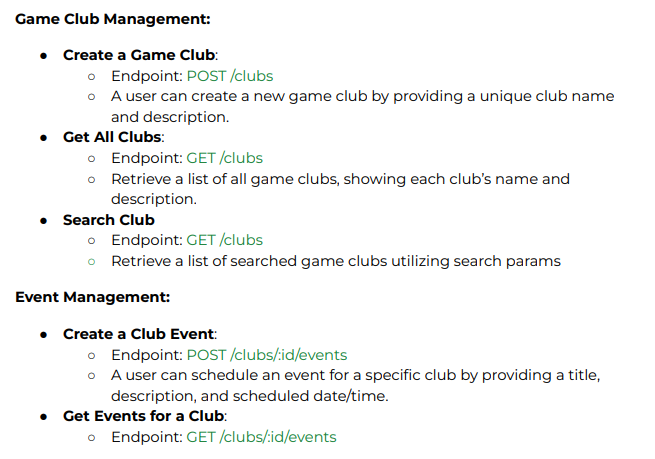 Game Club Management:
● Create a Game Club:
○ Endpoint: POST /clubs
○ A user can create a new game club by providing a unique club name
and description.
● Get All Clubs:
○ Endpoint: GET /clubs
○ Retrieve a list of all game clubs, showing each club’s name and
description.
● Search Club
○ Endpoint: GET /clubs
○ Retrieve a list of searched game clubs utilizing search params
Event Management:
● Create a Club Event:
○ Endpoint: POST /clubs/:id/events
○ A user can schedule an event for a specific club by providing a title,
description, and scheduled date/time.
● Get Events for a Club:
○ Endpoint: GET /clubs/:id/events